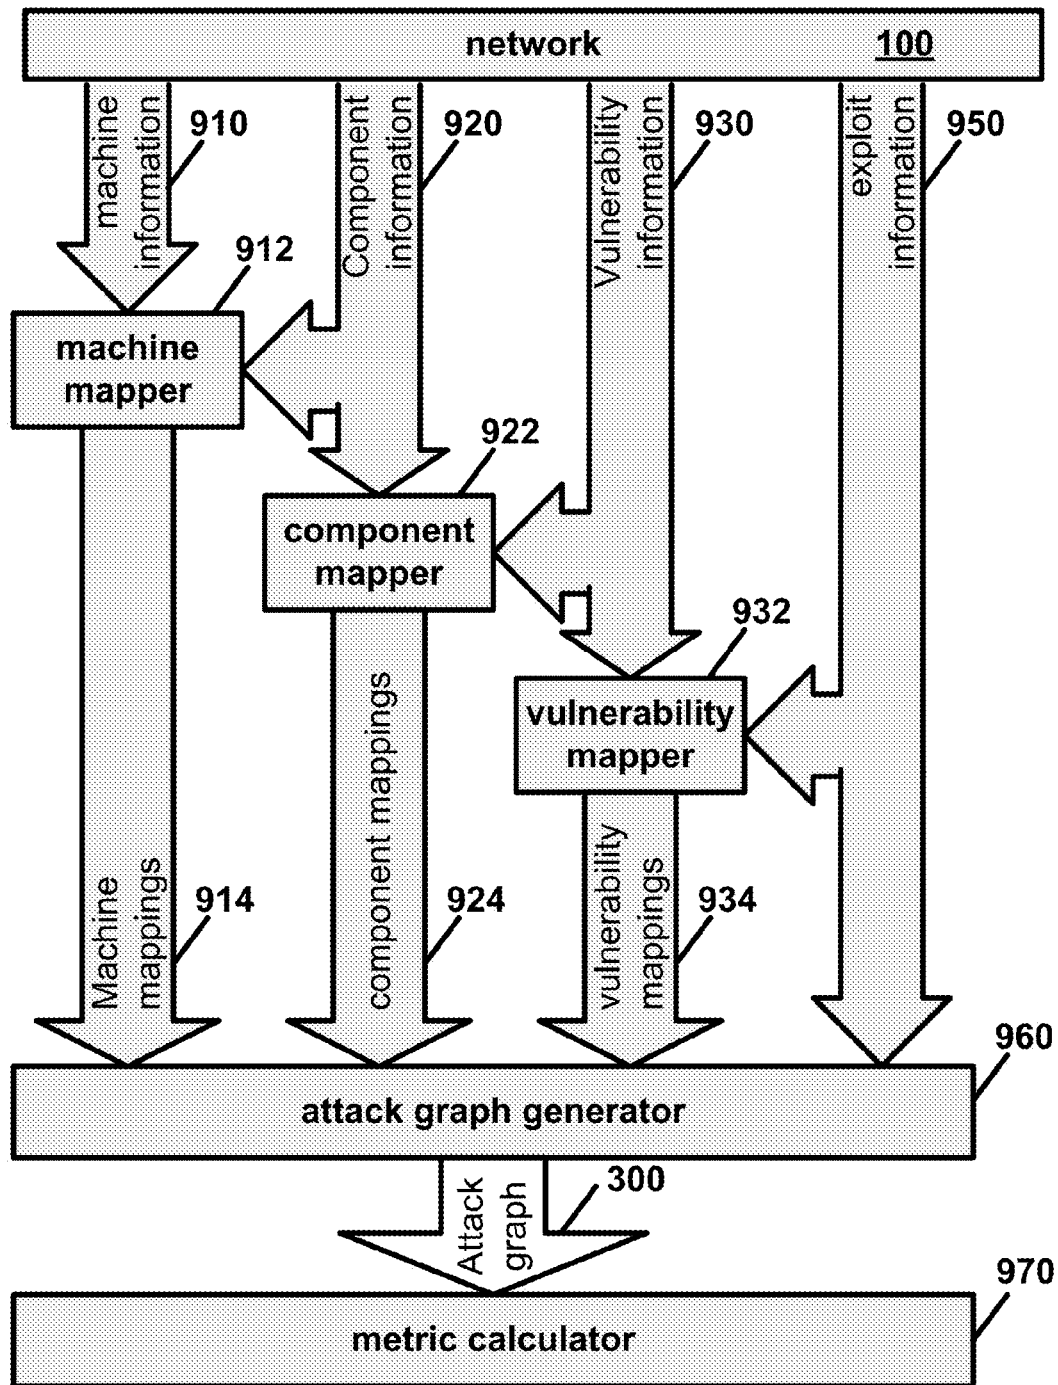 network 100
machine
information
910
Component
information
920
Vulnerability
information
930
exploit
information
950
912
machine
mapper
922
component
mapper
932
vulnerability
mapper
Machine
mappings
914
component mappings
924
vulnerability
mappings
934
960
attack graph generator
Attack
graph
300
970
metric calculator